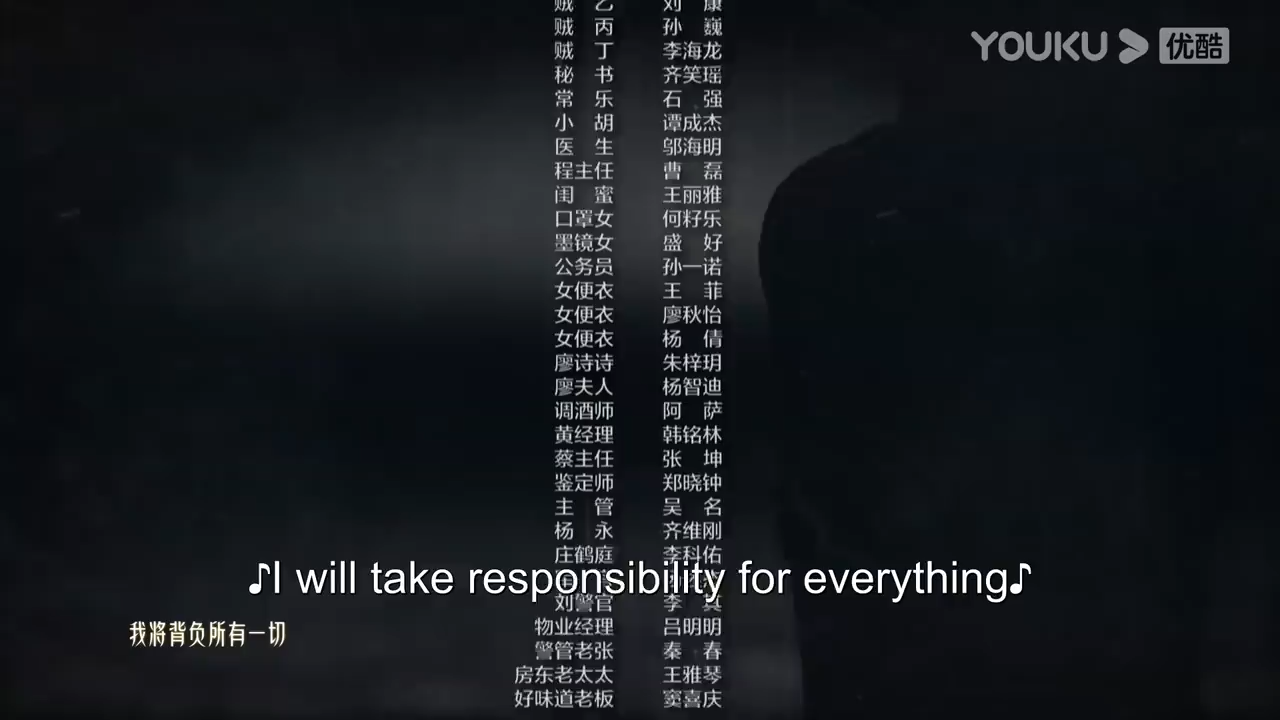 贼 乙 刘 康
YOUKU 优酷
贼 丙 孙 巍
贼 丁 李海龙
秘 书 齐笑瑶
常 乐 石 强
小 胡 谭成杰
医 生 邬海明
程主任 曹 磊
闺 蜜 王丽雅
口罩女 何籽乐
墨镜女 盛 好
公务员 孙一诺
女便衣 王 菲
女便衣 廖秋怡
女便衣 杨 倩
廖诗诗 朱梓玥
廖夫人 杨智迪
调酒师 阿 萨
黄经理 韩铭林
蔡主任 张 坤
鉴定师 郑晓钟
主 管 吴 名
杨 永 齐维刚
庄鹤庭 李科佑
♪I will take responsibility for everything♪
刘警官 李 真
物业经理 吕明明
我将背负所有一切
警管老张 秦 春
房东老太太 王雅琴
好味道老板 窦喜庆